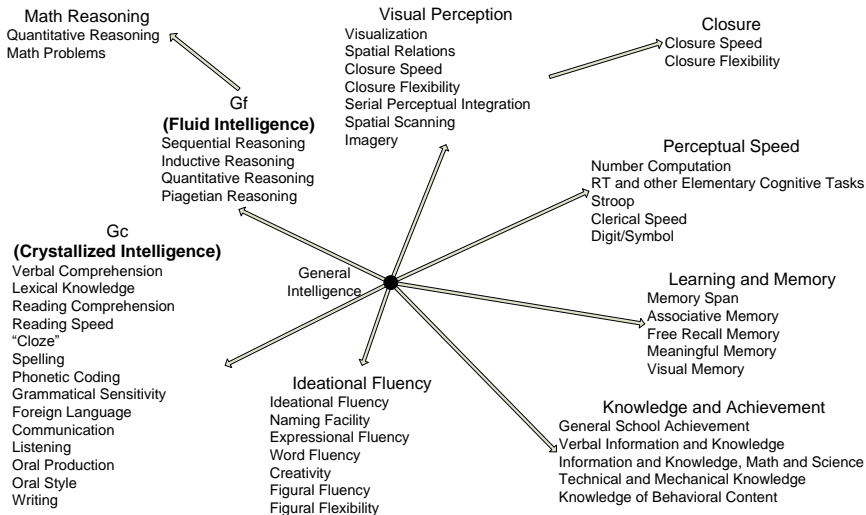 Math Reasoning
Quantitative Reasoning
Math Problems
Visual Perception
Visualization
Spatial Relations
Closure Speed
Closure Flexibility
Serial Perceptual Integration
Spatial Scanning
Imagery
Closure
Closure Speed
Closure Flexibility
Gf
(Fluid Intelligence)
Sequential Reasoning
Inductive Reasoning
Quantitative Reasoning
Piagetian Reasoning
Perceptual Speed
Number Computation
RT and other Elementary Cognitive Tasks
Stroop
Clerical Speed
Digit/Symbol
Gc
(Crystallized Intelligence)
Verbal Comprehension
Lexical Knowledge
Reading Comprehension
Reading Speed
“Cloze”
Spelling
Phonetic Coding
Grammatical Sensitivity
Foreign Language
Communication
Listening
Oral Production
Oral Style
Writing
General
Intelligence
Learning and Memory
Memory Span
Associative Memory
Free Recall Memory
Meaningful Memory
Visual Memory
Ideational Fluency
Ideational Fluency
Naming Facility
Expressional Fluency
Word Fluency
Creativity
Figural Fluency
Figural Flexibility
Knowledge and Achievement
General School Achievement
Verbal Information and Knowledge
Information and Knowledge, Math and Science
Technical and Mechanical Knowledge
Knowledge of Behavioral Content